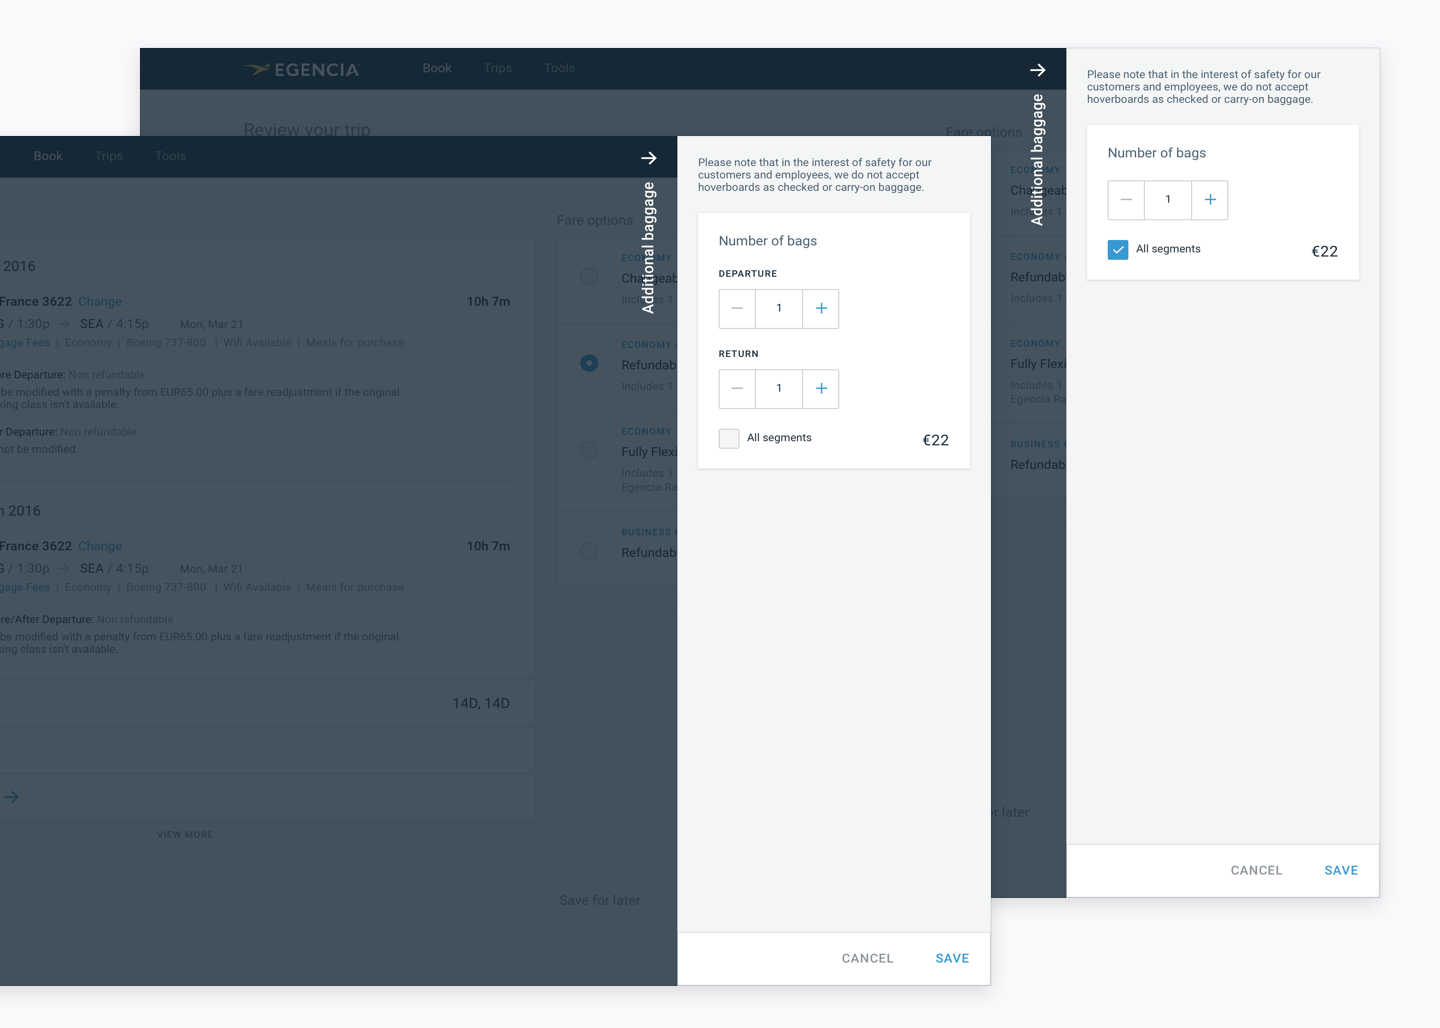 EGENCIA
Book
Trips
Tools
Review your trip
Fare options
Additional baggage
Please note that in the interest of safety for our
customers and employees, we do not accept
hoverboards as checked or carry-on baggage.
Number of bags
1
All segments
€22
Includes 1
ECONOMY
Refundab
Includes 1
ECONOMY
Fully Flexi
Includes
Egencia Ra
BUSINESS
Refundab
later
CANCEL
SAVE
Book
Trips
Tools
Additional baggage
Fare options
2016
France 3622 Change
10h 7m
/ 1:30p → SEA / 4:15p Mon, Mar 21
gage Fees | Economy | Boeing 737-800 | Wifi Available | Meals for purchase
re Departure: Non refundable
be modified with a penalty from EUR65.00 plus a fare readjustment if the original
king class isn't available.
r Departure: Non refundable
not be modified.
2016
France 3622 Change
10h 7m
/ 1:30p → SEA / 4:15p Mon, Mar 21
gage Fees | Economy | Boeing 737-800 | Wifi Available | Meals for purchase
re/After Departure: Non refundable
be modified with a penalty from EUR65.00 plus a fare readjustment if the original
king class isn't available.
14D, 14D
VIEW MORE
ECONOMY
Includes 1
ECONOMY
Refundab
Includes 1
ECONOMY
Fully Flexi
Includes 1
Egencia Ra
BUSINESS
Refundab
Save for later
Please note that in the interest of safety for our
customers and employees, we do not accept
hoverboards as checked or carry-on baggage.
Number of bags
DEPARTURE
1
RETURN
1
All segments
€22
CANCEL
SAVE